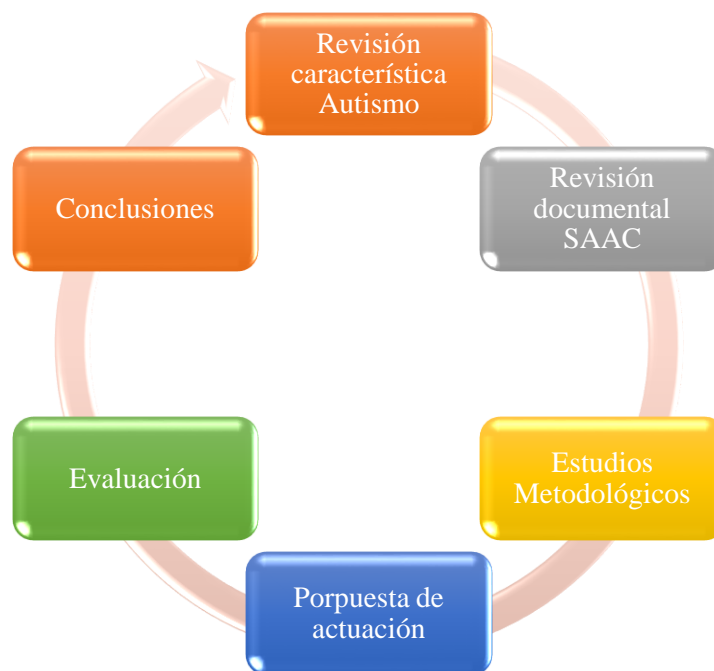 Revisión
característica
Autismo
Revisión
documental
SAAC
Estudios
Metodológicos
Porpuesta de
actuación
Evaluación
Conclusiones